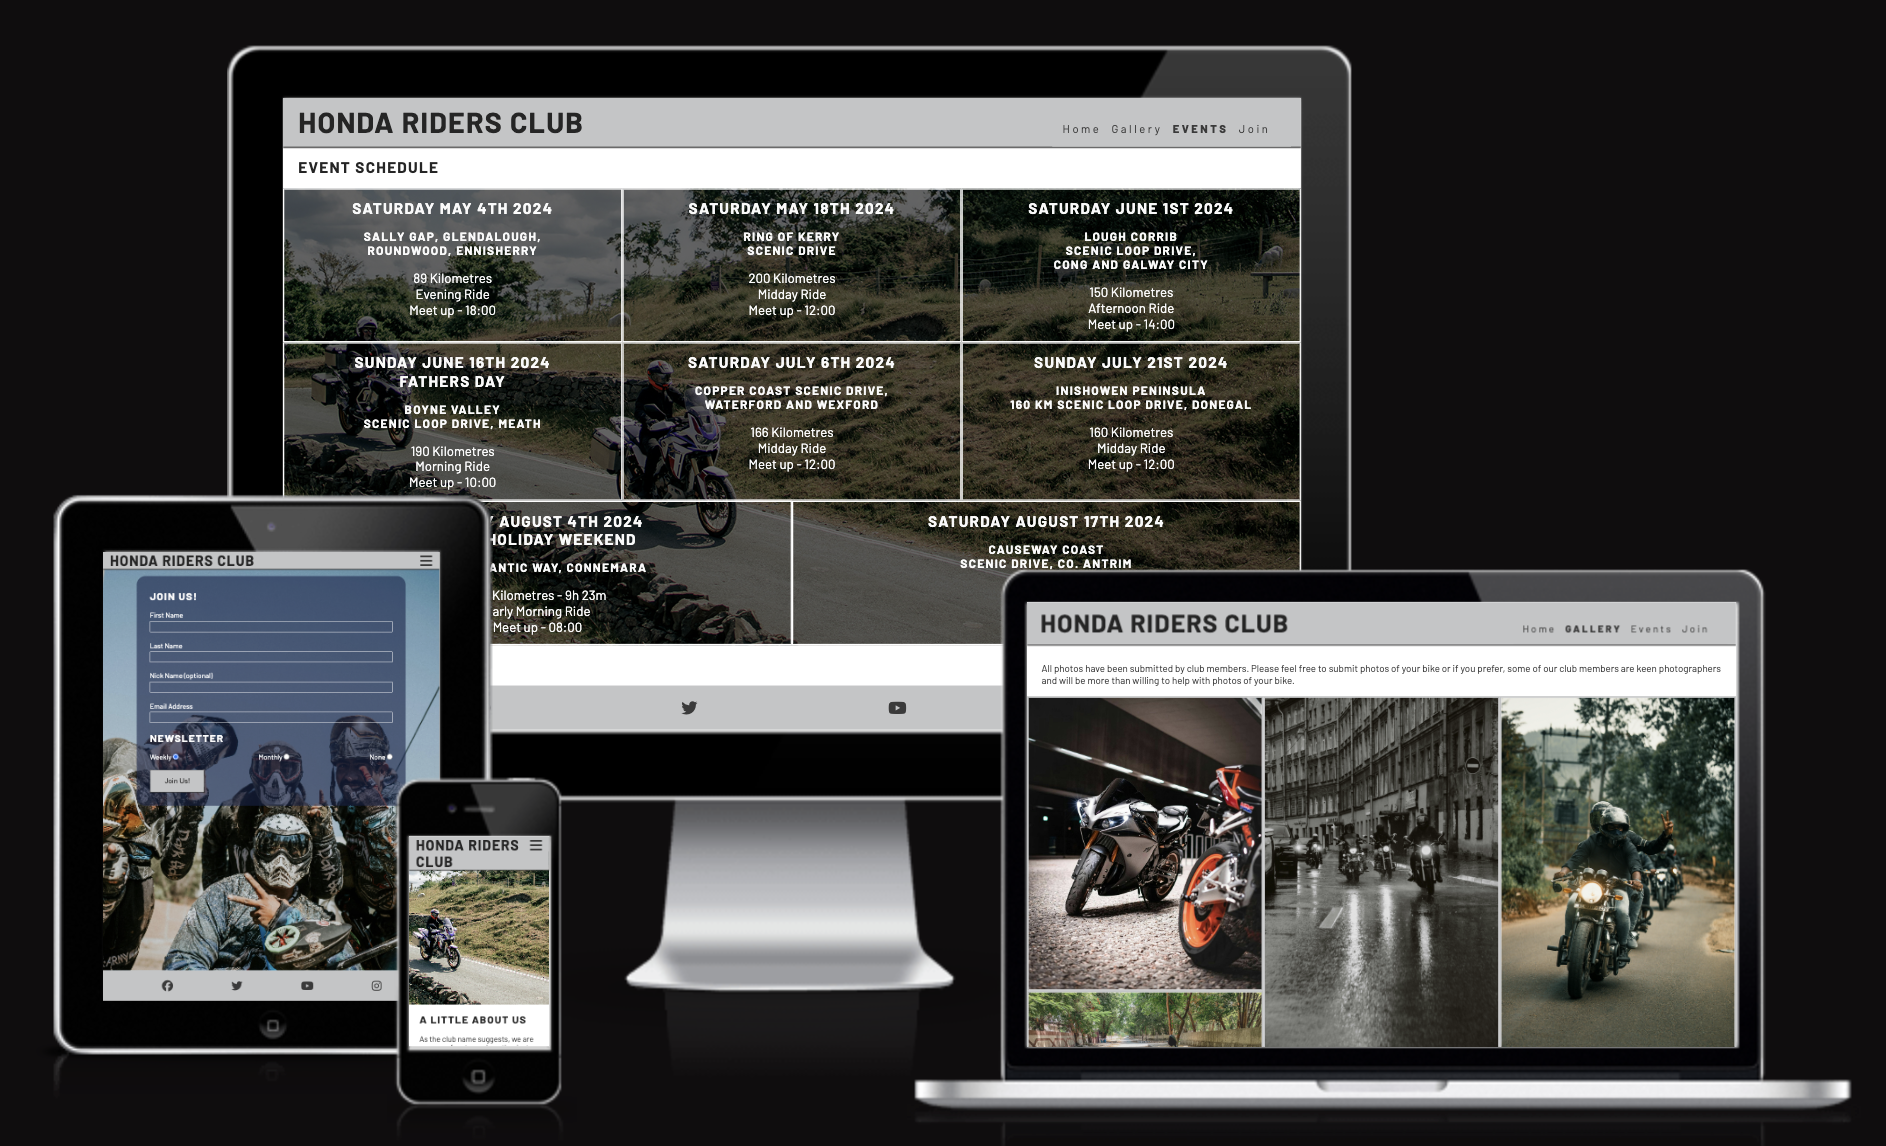 HONDA RIDERS CLUB
Home Gallery EVENTS Join
EVENT SCHEDULE
SATURDAY MAY 4TH 2024
SALLY GAP, GLENDALOUGH,
ROUNDWOOD, ENNISHERRY
89 Kilometres
Evening Ride
Meet up - 18:00
SATURDAY MAY 18TH 2024
RING OF KERRY
SCENIC DRIVE
200 Kilometres
Midday Ride
Meet up - 12:00
SATURDAY JUNE 1ST 2024
LOUGH CORRIB
SCENIC LOOP DRIVE,
CONG AND GALWAY CITY
150 Kilometres
Afternoon Ride
Meet up - 14:00
SUNDAY JUNE 16TH 2024
FATHERS DAY
BOYNE VALLEY
SCENIC LOOP DRIVE, MEATH
190 Kilometres
Morning Ride
Meet up - 10:00
SATURDAY JULY 6TH 2024
COPPER COAST SCENIC DRIVE,
WATERFORD AND WEXFORD
166 Kilometres
Midday Ride
Meet up - 12:00
SUNDAY JULY 21ST 2024
INISHOWEN PENINSULA
160 KM SCENIC LOOP DRIVE, DONEGAL
160 Kilometres
Midday Ride
Meet up - 12:00
AUGUST 4TH 2024
HOLIDAY WEEKEND
ANTIC WAY, CONNEMARA
Kilometres - 9h 23m
arly Morning Ride
Meet up - 08:00
SATURDAY AUGUST 17TH 2024
CAUSEWAY COAST
SCENIC DRIVE, CO. ANTRIM
HONDA RIDERS CLUB
JOIN US!
First Name
Last Name
Nick Name (optional)
Email Address
NEWSLETTER
Weekly Monthly None
Join Us!
HONDA RIDERS
CLUB
A LITTLE ABOUT US
As the club name suggests, we are
HONDA RIDERS CLUB
Home GALLERY Events Join
All photos have been submitted by club members. Please feel free to submit photos of your bike or if you prefer, some of our club members are keen photographers
and will be more than willing to help with photos of your bike.